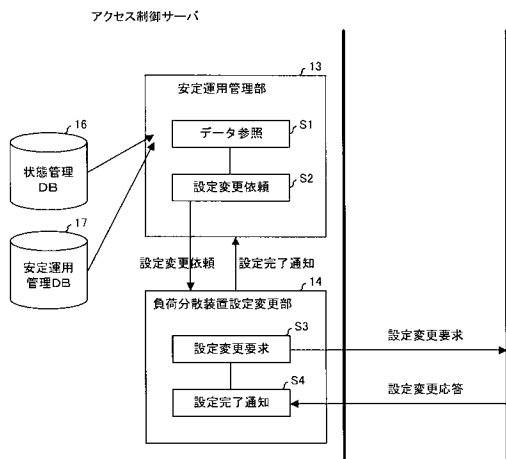 アクセス制御サーバ
13
安定運用管理部
16
データ参照
S1
状態管理
DB
設定変更依頼
S2
17
安定運用
管理DB
設定変更依頼
設定完了通知
14
負荷分散装置設定変更部
S3
設定変更要求
設定変更要求
S4
設定完了通知
設定変更応答